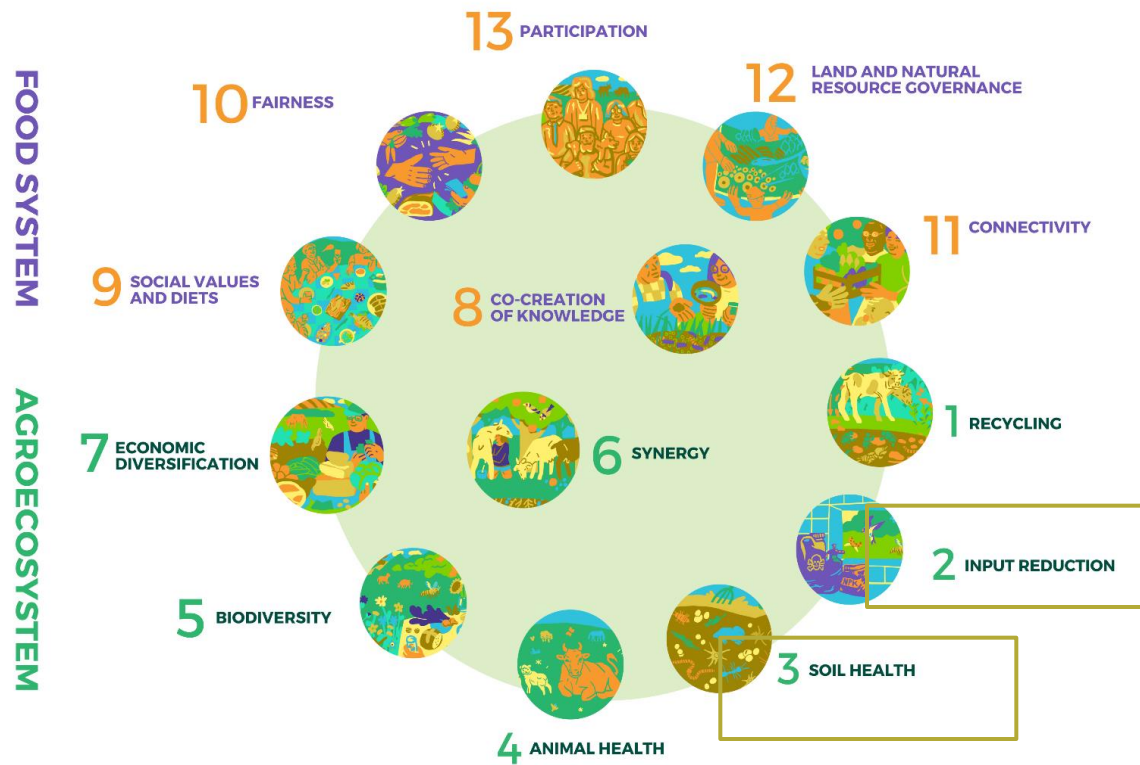 13 PARTICIPATION
10 FAIRNESS
12 LAND AND NATURAL
RESOURCE GOVERNANCE
11 CONNECTIVITY
9 SOCIAL VALUES
AND DIETS
8 CO-CREATION
OF KNOWLEDGE
FOOD SYSTEM
1 RECYCLING
7 ECONOMIC
DIVERSIFICATION
6 SYNERGY
2 INPUT REDUCTION
NPK
5 BIODIVERSITY
3 SOIL HEALTH
4 ANIMAL HEALTH
AGROECOSYSTEM